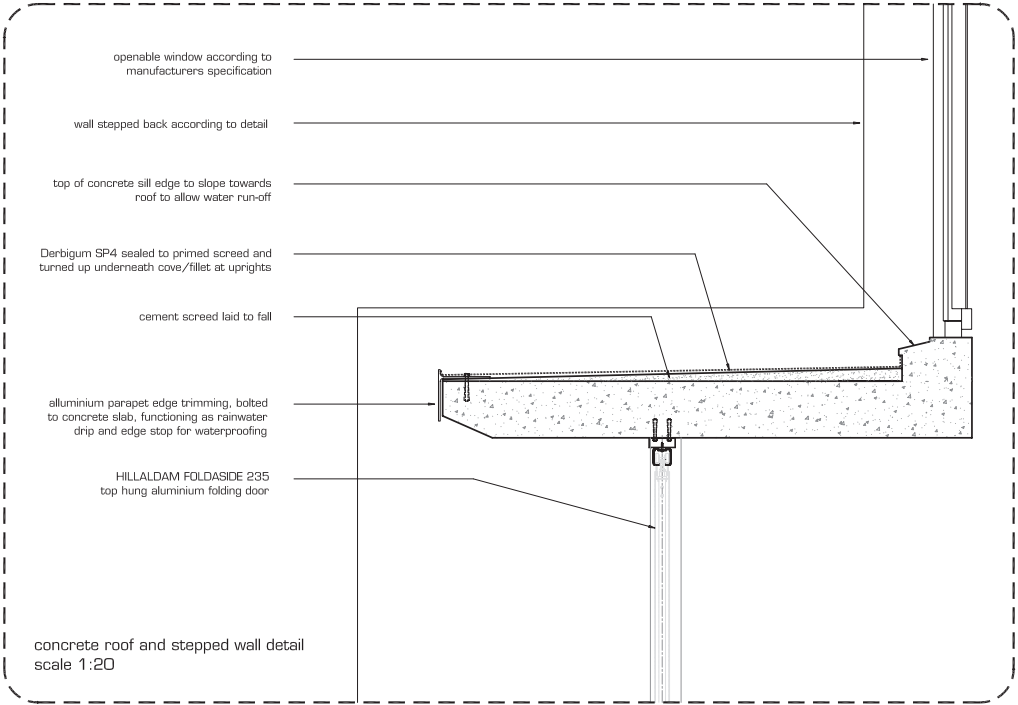 openable window according to
manufacturers specification
wall stepped back according to detail
top of concrete sill edge to slope towards
roof to allow water run-off
Derbigum SP4 sealed to primed screed and
turned up underneath cove/fillet at uprights
cement screed laid to fall
alluminium parapet edge trimming, bolted
to concrete slab, functioning as rainwater
drip and edge stop for waterproofing
HILLALDAM FOLDASIDE 235
top hung aluminium folding door
concrete roof and stepped wall detail
scale 1:20